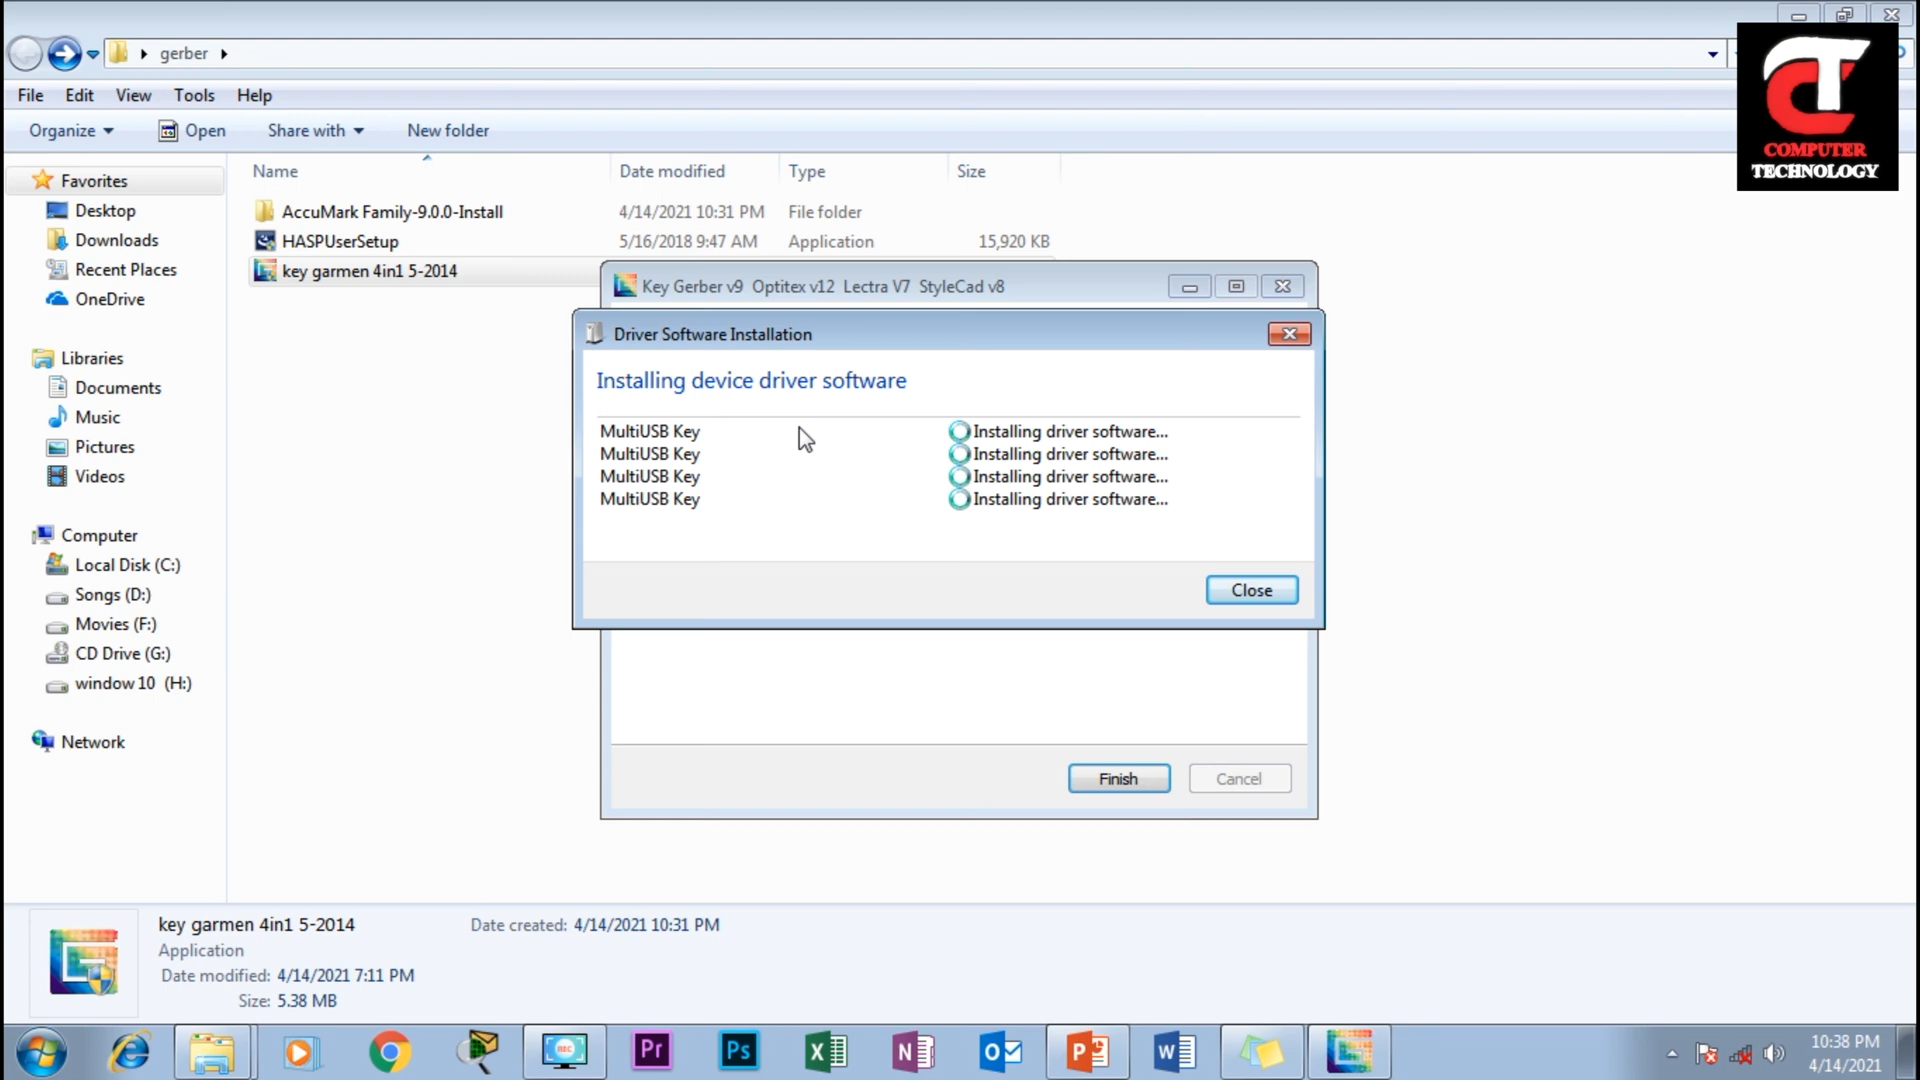 gerber
File Edit View Tools Help
Organize Open Share with New folder
Name Date modified Type Size
AccuMark Family-9.0.0-Install 4/14/2021 10:31 PM File folder
HASPUserSetup 5/16/2018 9:47 AM Application 15,920 KB
key garmen 4in1 5-2014
Favorites
Desktop
Downloads
Recent Places
OneDrive
Libraries
Documents
Music
Pictures
Videos
Computer
Local Disk (C:)
Songs (D:)
Movies (F:)
CD Drive (G:)
window 10 (H:)
Network
Key Gerber v9 Optitex v12 Lectra V7 StyleCad v8
Driver Software Installation
Installing device driver software
MultiUSB Key Installing driver software...
MultiUSB Key Installing driver software...
MultiUSB Key Installing driver software...
MultiUSB Key Installing driver software...
Close
Finish Cancel
key garmen 4in1 5-2014 Date created: 4/14/2021 10:31 PM
Application
Date modified: 4/14/2021 7:11 PM
Size: 5.38 MB
CT
COMPUTER
TECHNOLOGY
REC
Pr
Ps
X
N
O
P
W
10:38 PM
4/14/2021